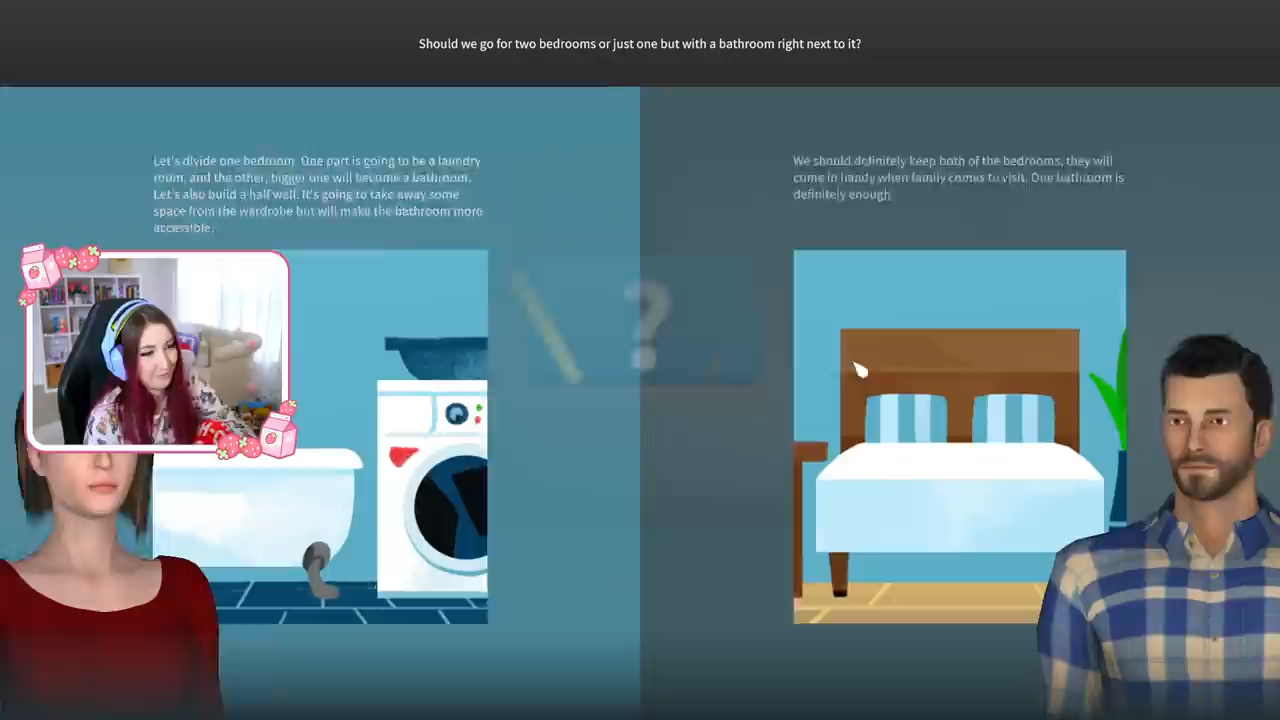 Should we go for two bedrooms or just one but with a bathroom right next to it?
Let's divide one bedroom. One part is going to be a laundry
room, and the other, bigger one will become a bathroom.
Let's also build a half wall. It's going to take away some
space from the wardrobe but will make the bathroom more
accessible.
We should definitely keep both of the bedrooms, they will
come in handy when family comes to visit. One bathroom is
definitely enough
?